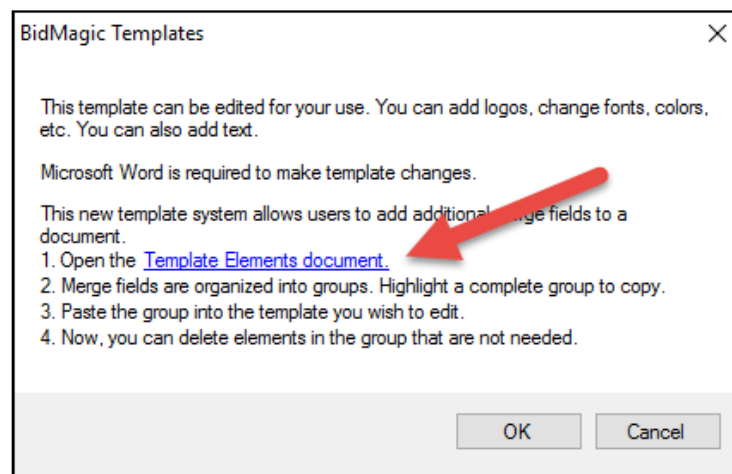 BidMagic Templates
This template can be edited for your use. You can add logos, change fonts, colors,
etc. You can also add text.
Microsoft Word is required to make template changes.
This new template system allows users to add additional merge fields to a
document.
1. Open the Template Elements document.
2. Merge fields are organized into groups. Highlight a complete group to copy.
3. Paste the group into the template you wish to edit.
4. Now, you can delete elements in the group that are not needed.
OK
Cancel